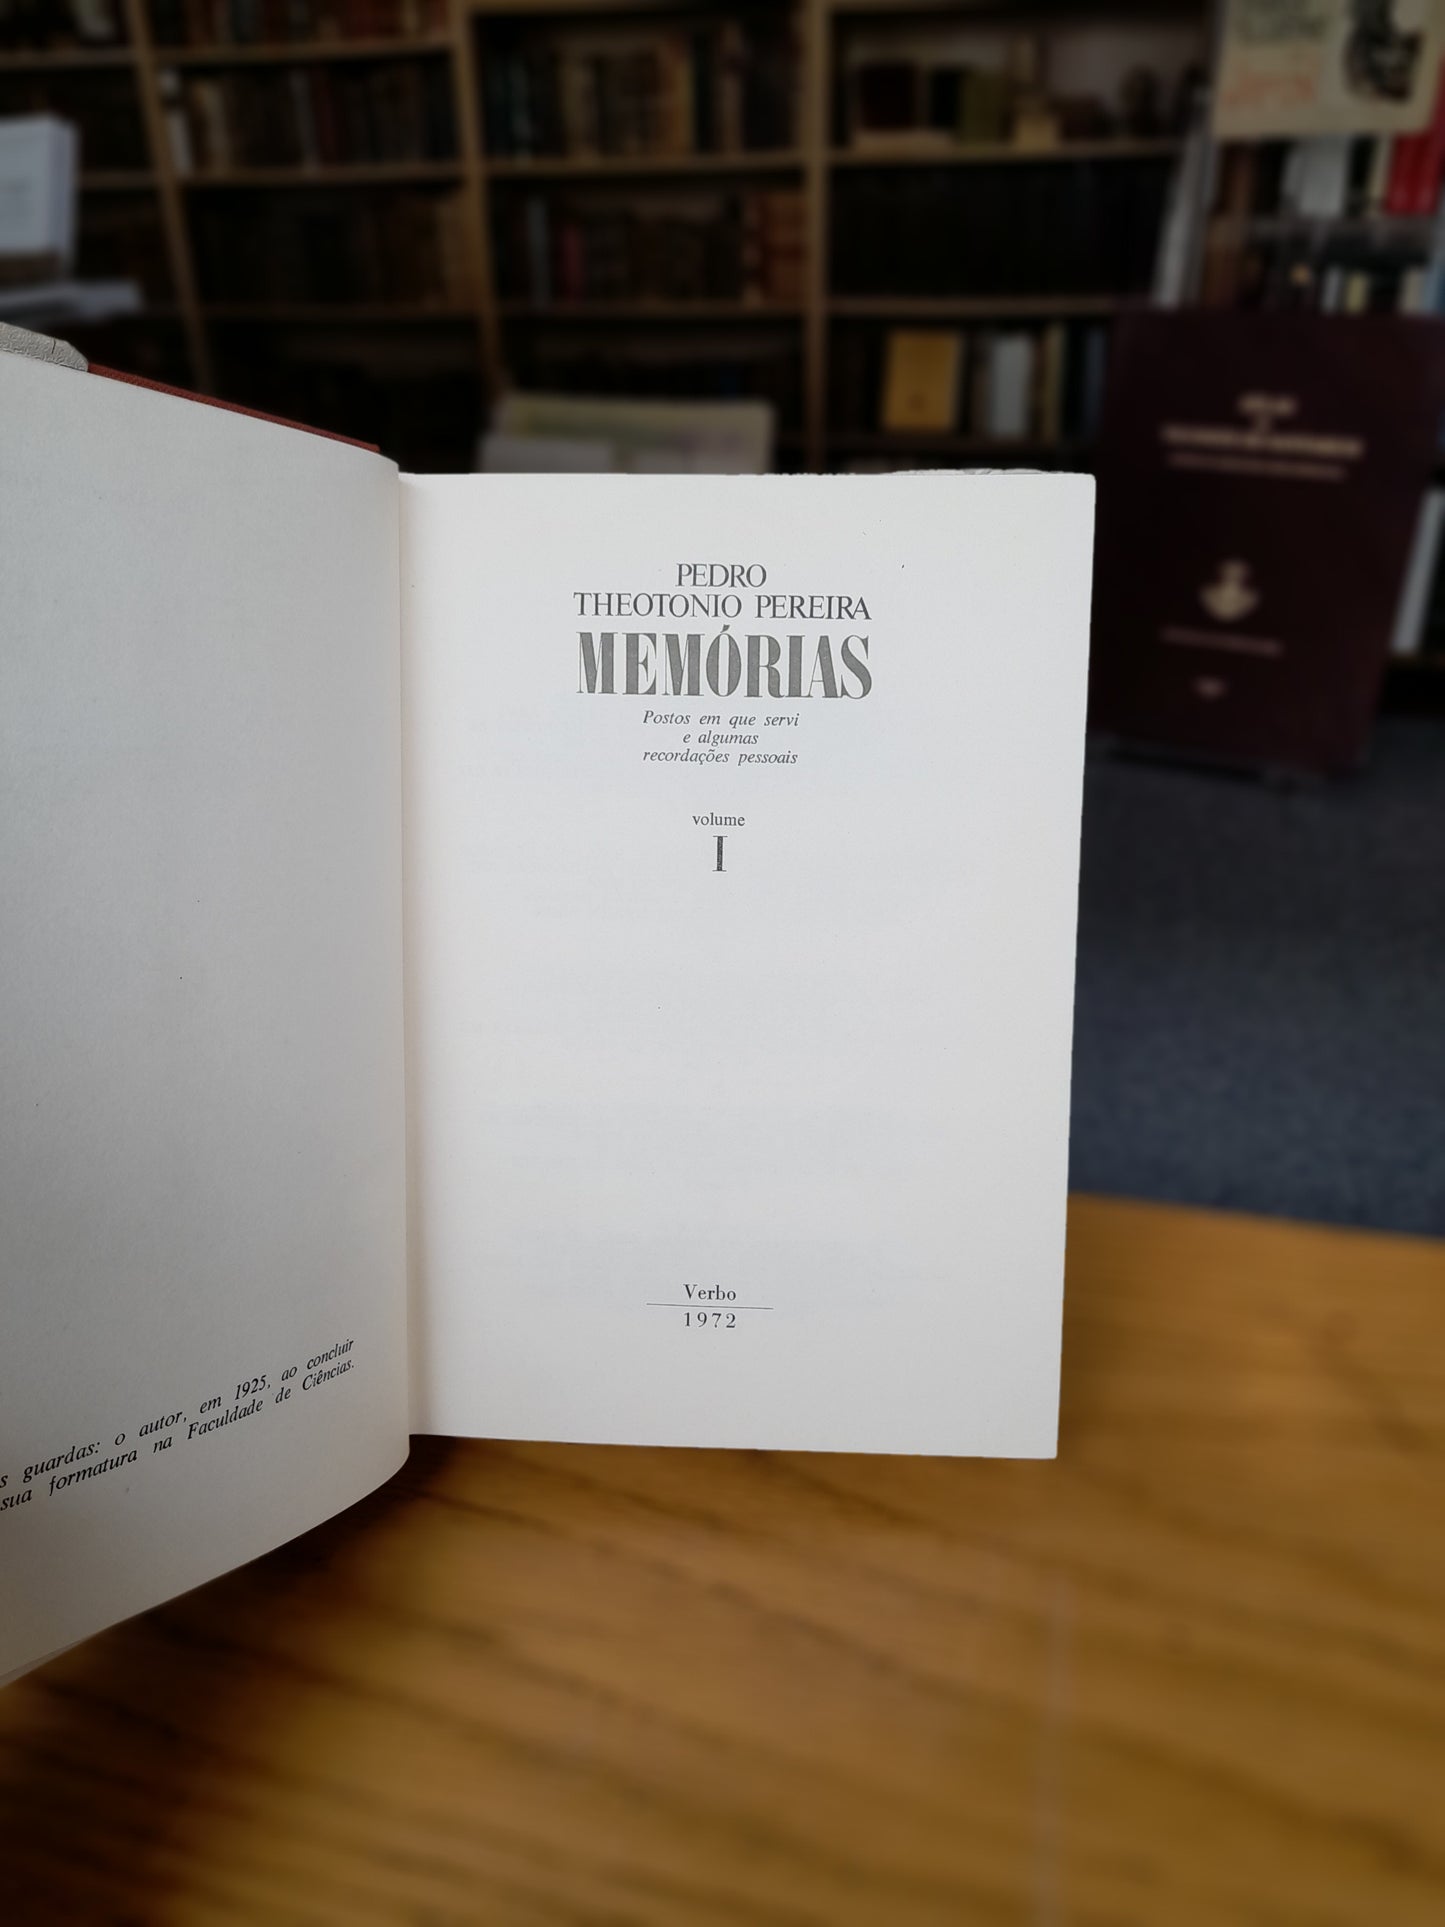 s guardas: o autor, em 1925, ao concluir
sua formatura na Faculdade de Ciências.
PEDRO
THEOTONIO PEREIRA
MEMÓRIAS
Postos em que servi
e algumas
recordações pessoais
volume
I
Verbo
1972